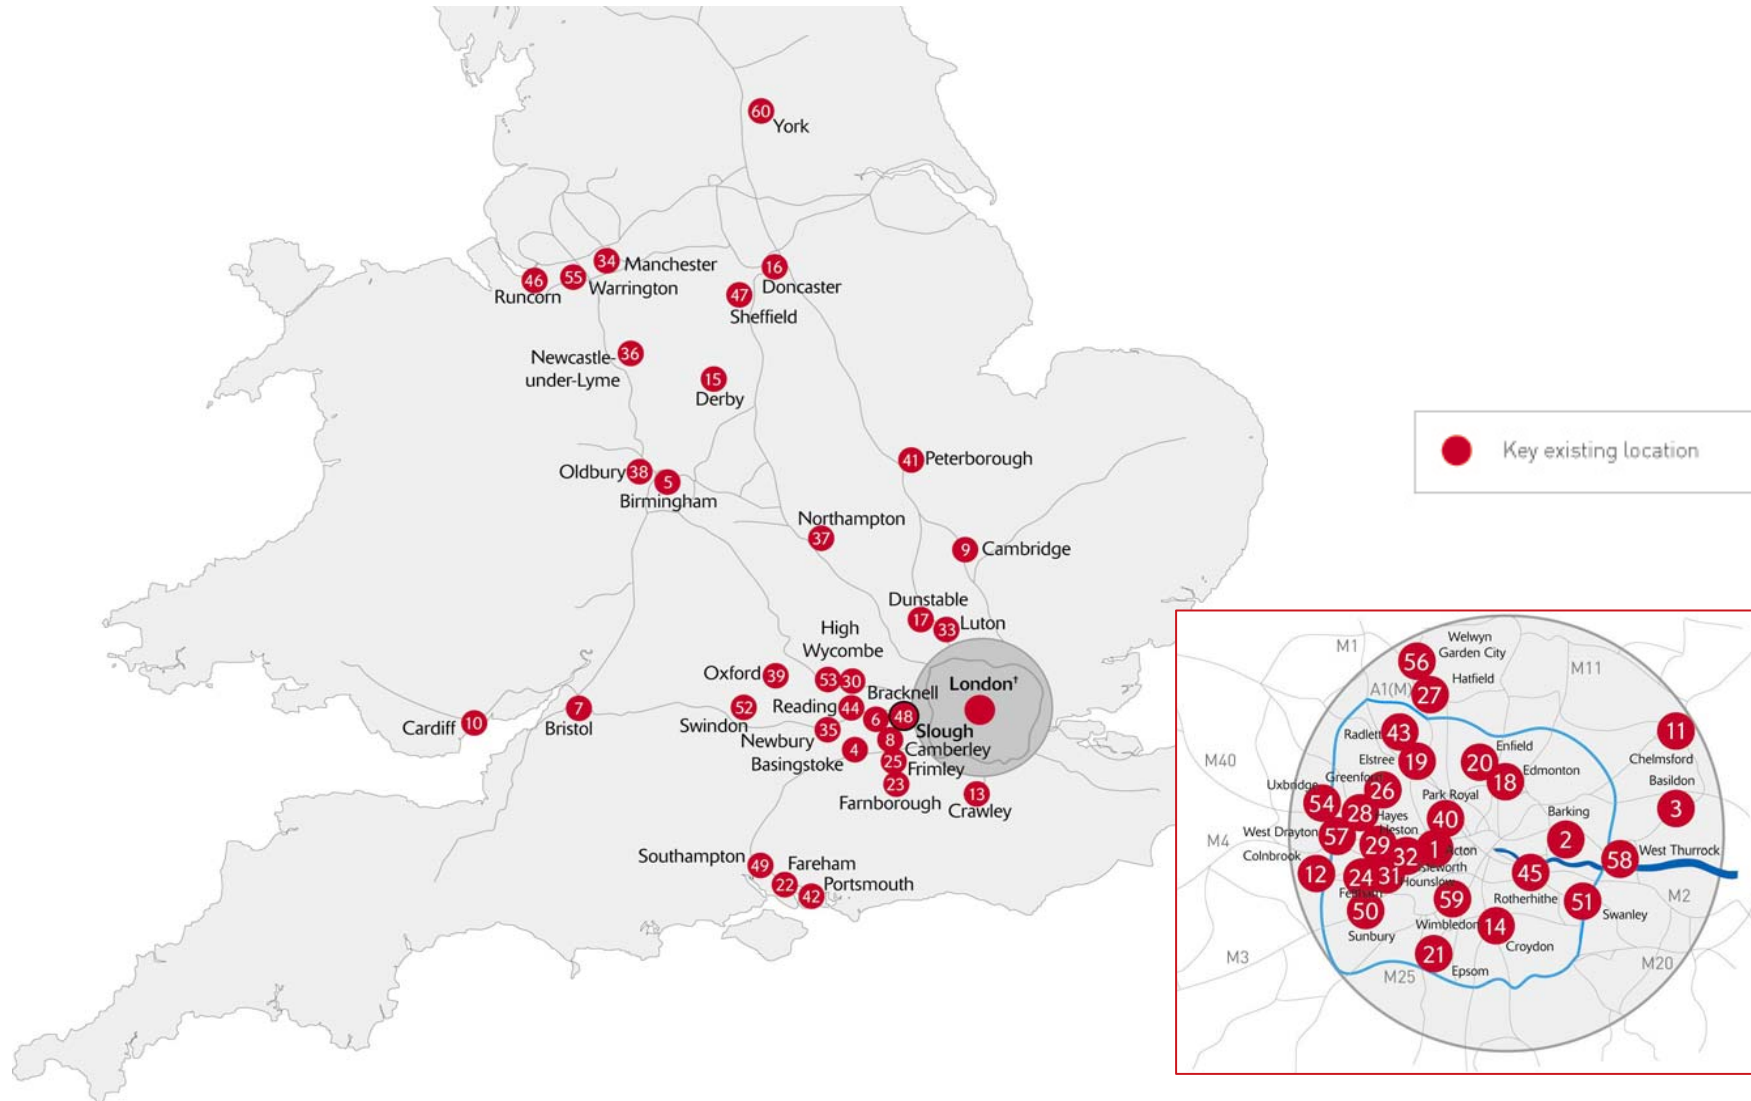 60
York
34
Manchester
16
Doncaster
46
Runcorn
55
Warrington
47
Sheffield
36
Newcastle-
under-Lyme
15
Derby
41
Peterborough
Key existing location
Oldbury
38
5
Birmingham
Northampton
37
9
Cambridge
Dunstable
17
33
Luton
High
Wycombe
Oxford
39
53
30
Bracknell
London†
Reading
44
6
48
Slough
52
Swindon
Cardiff
10
7
Bristol
35
Newbury
8
Camberley
4
Basingstoke
25
Frimley
23
Farnborough
13
Crawley
Southampton
49
Fareham
22
42
Portsmouth
M1
Welwyn
Garden City
56
M11
A1(M)
27
Hatfield
43
Radlett
11
Chelmsford
M40
Elstree
19
20
Enfield
18
Edmonton
Uxbridge
54
Greenford
26
Park Royal
40
Basildon
3
28
Hayes
Barking
2
West Drayton
57
Heston
29
32
1
Acton
M4
Colnbrook
12
Isleworth
24
31
Hounslow
Feltham
58
West Thurrock
45
Rotherhithe
51
Swanley
M2
50
Sunbury
59
Wimbledon
14
Croydon
M3
21
Epsom
M25
M20